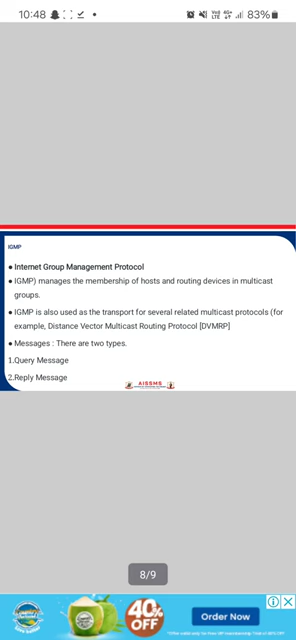 10:48
Vo)) LTE 4G+ 83%
IGMP
● Internet Group Management Protocol
● IGMP) manages the membership of hosts and routing devices in multicast
groups.
● IGMP is also used as the transport for several related multicast protocols (for
example, Distance Vector Multicast Routing Protocol [DVMRP]
● Messages : There are two types.
1.Query Message
2.Reply Message
AISSMS
8/9
40%
OFF
Order Now